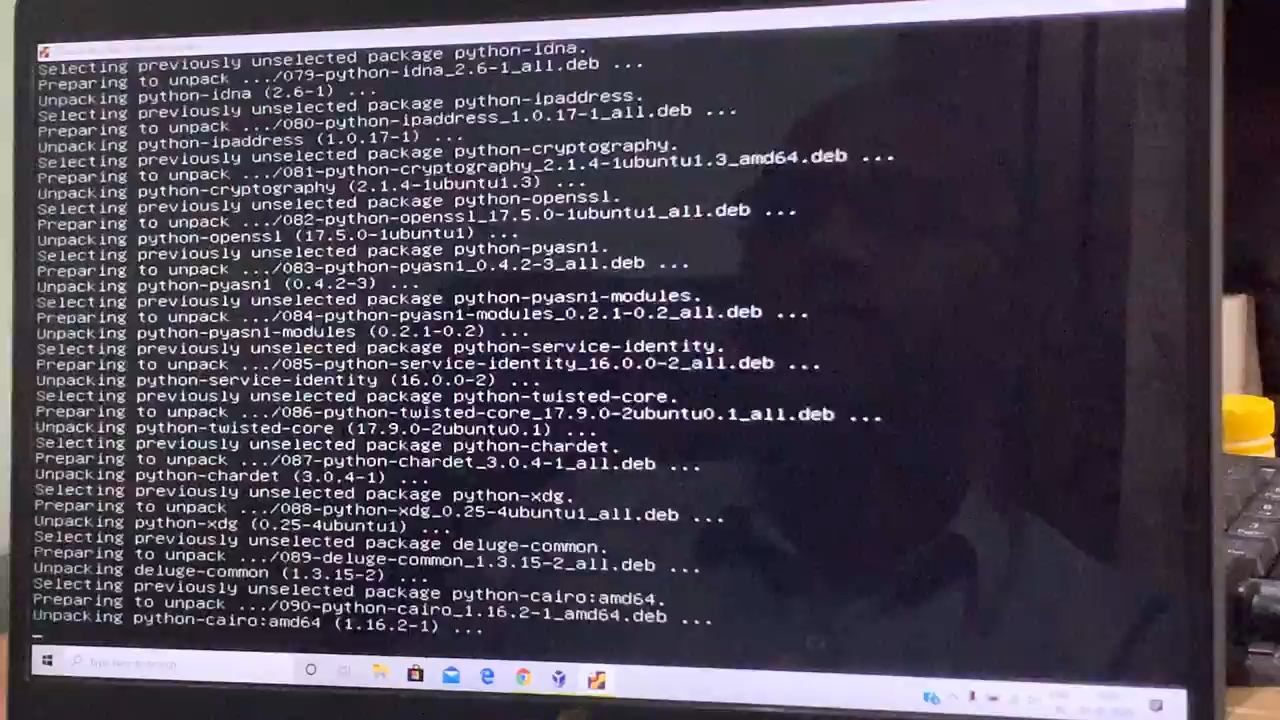 Selecting previously unselected package python-idna.
Preparing to unpack .../079-python-idna_2.6-1_all.deb ...
Unpacking python-idna (2.6-1) ...
Selecting previously unselected package python-ipaddress.
Preparing to unpack .../080-python-ipaddress_1.0.17-1_all.deb ...
Unpacking python-ipaddress (1.0.17-1) ...
Selecting previously unselected package python-cryptography.
Preparing to unpack .../081-python-cryptography_2.1.4-1ubuntu1.3_amd64.deb ...
Unpacking python-cryptography (2.1.4-1ubuntu1.3) ...
Selecting previously unselected package python-openssl.
Preparing to unpack .../082-python-openssl_17.5.0-1ubuntu1_all.deb ...
Unpacking python-openssl (17.5.0-1ubuntu1) ...
Selecting previously unselected package python-pyasn1.
Preparing to unpack .../083-python-pyasn1_0.4.2-3_all.deb ...
Unpacking python-pyasn1 (0.4.2-3) ...
Selecting previously unselected package python-pyasn1-modules.
Preparing to unpack .../084-python-pyasn1-modules_0.2.1-0.2_all.deb ...
Unpacking python-pyasn1-modules (0.2.1-0.2) ...
Selecting previously unselected package python-service-identity.
Preparing to unpack .../085-python-service-identity_16.0.0-2_all.deb ...
Unpacking python-service-identity (16.0.0-2) ...
Selecting previously unselected package python-twisted-core.
Preparing to unpack .../086-python-twisted-core_17.9.0-2ubuntu0.1_all.deb ...
Unpacking python-twisted-core (17.9.0-2ubuntu0.1) ...
Selecting previously unselected package python-chardet.
Preparing to unpack .../087-python-chardet_3.0.4-1_all.deb ...
Unpacking python-chardet (3.0.4-1) ...
Selecting previously unselected package python-xdg.
Preparing to unpack .../088-python-xdg_0.25-4ubuntu1_all.deb ...
Unpacking python-xdg (0.25-4ubuntu1) ...
Selecting previously unselected package deluge-common.
Preparing to unpack .../089-deluge-common_1.3.15-2_all.deb ...
Unpacking deluge-common (1.3.15-2) ...
Selecting previously unselected package python-cairo:amd64.
Preparing to unpack .../090-python-cairo_1.16.2-1_amd64.deb ...
Unpacking python-cairo:amd64 (1.16.2-1) ...
Type here to search